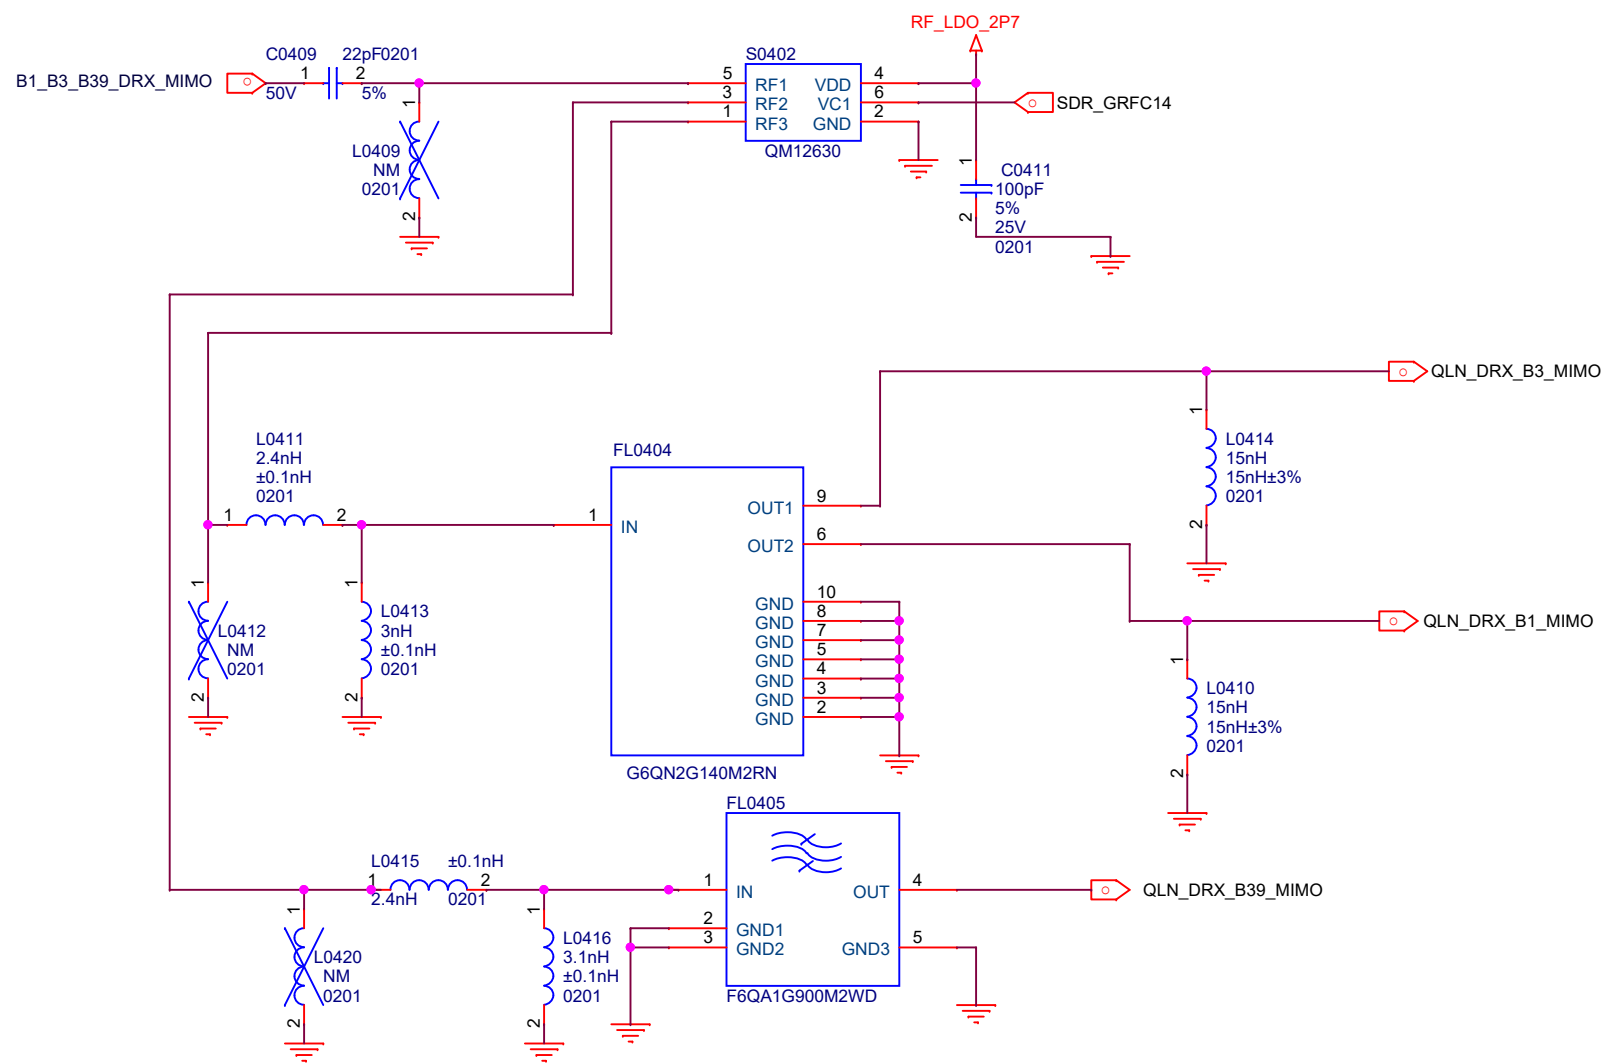 RF_LDO_2P7
C0409 22pF0201
B1_B3_B39_DRX_MIMO 1 2
50V 5%
S0402
5 RF1 VDD 4
3 RF2 VC1 6
1 RF3 GND 2
QM12630
SDR_GRFC14
1
L0409
NM
0201
2
1
C0411
100pF
5%
25V
0201
2
QLN_DRX_B3_MIMO
1
L0414
15nH
15nH±3%
0201
2
L0411
2.4nH
±0.1nH
0201
1 2
FL0404
1 IN
OUT1 9
OUT2 6
GND 10
GND 8
GND 7
GND 5
GND 4
GND 3
GND 2
G6QN2G140M2RN
1
L0412
NM
0201
2
1
L0413
3nH
±0.1nH
0201
2
QLN_DRX_B1_MIMO
1
L0410
15nH
15nH±3%
0201
2
FL0405
1 IN OUT 4
2 GND1
3 GND2 GND3 5
F6QA1G900M2WD
QLN_DRX_B39_MIMO
L0415 ±0.1nH
1 2
2.4nH 0201
1
L0420
NM
0201
2
1
L0416
3.1nH
±0.1nH
0201
2